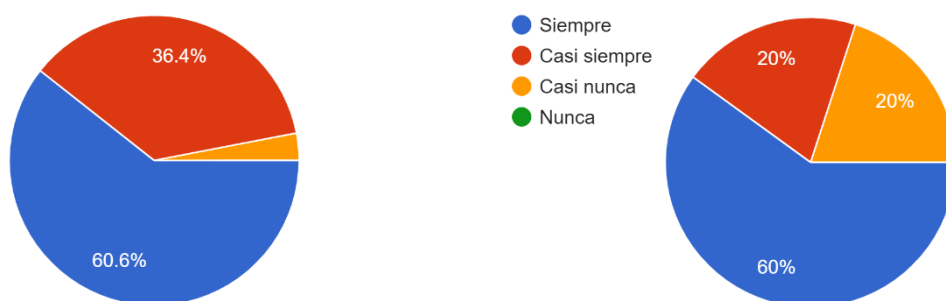 36.4%
60.6%
Siempre
Casi siempre
Casi nunca
Nunca
20%
20%
60%